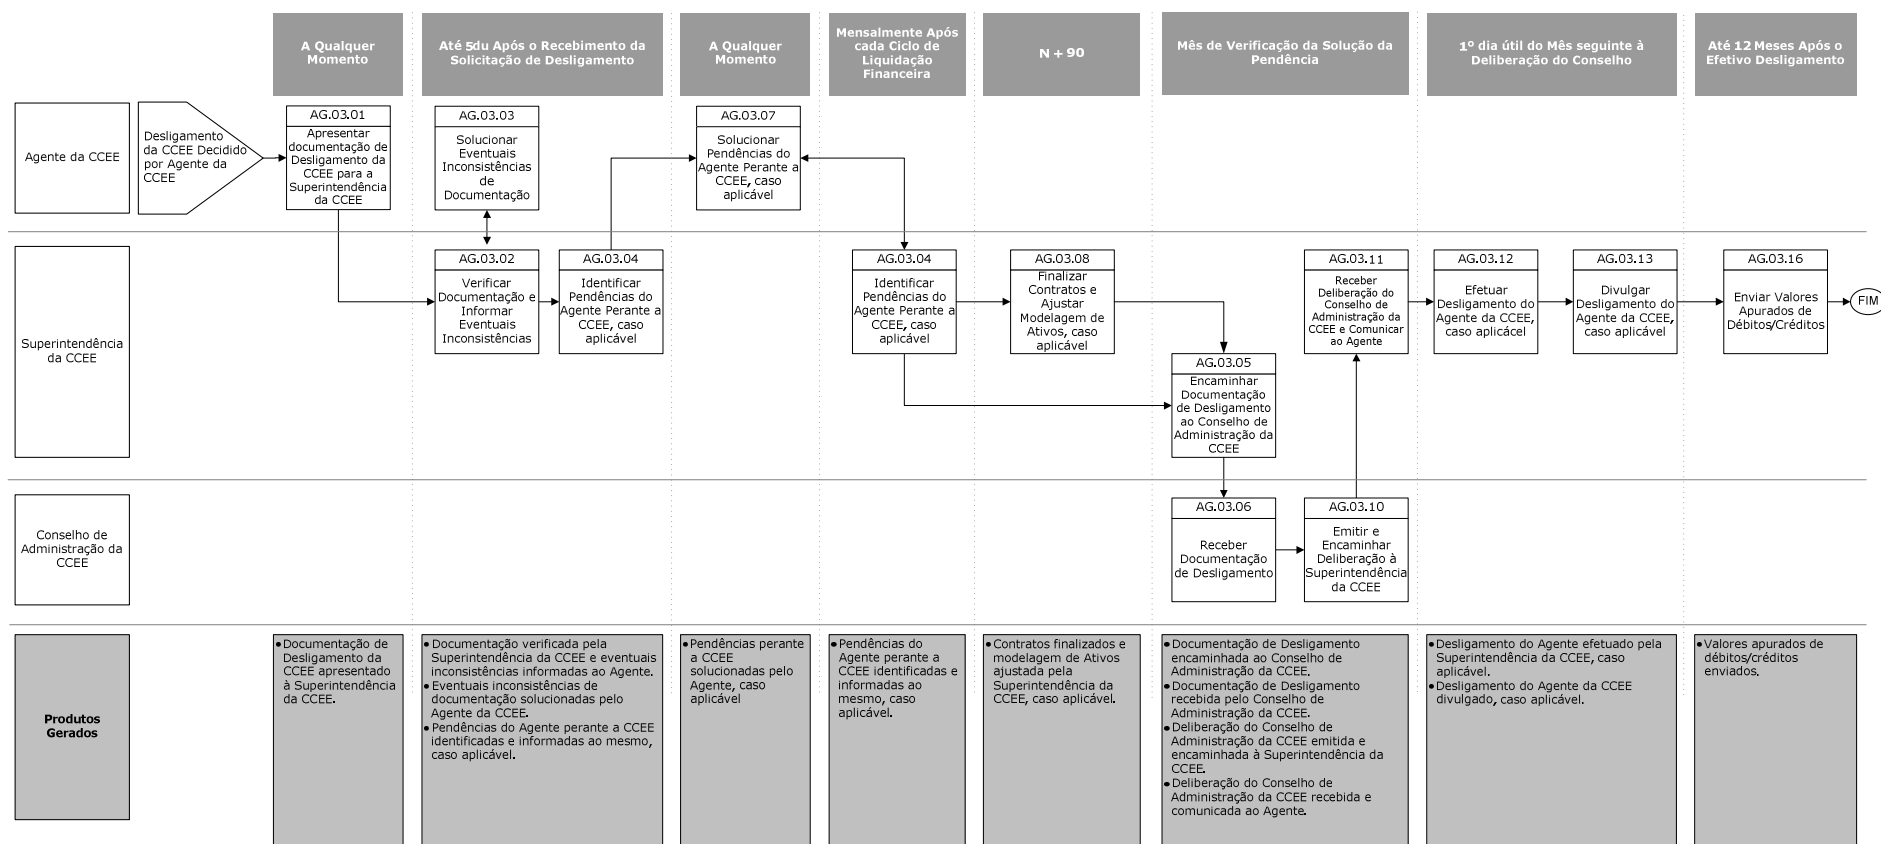 A Qualquer
Momento
Até 5du Após o Recebimento da
Solicitação de Desligamento
A Qualquer
Momento
Mensalmente Após
cada Ciclo de
Liquidação
Financeira
N + 90
Mês de Verificação da Solução da
Pendência
1º dia útil do Mês seguinte à
Deliberação do Conselho
Até 12 Meses Após o
Efetivo Desligamento
Agente da CCEE
Desligamento
da CCEE Decidido
por Agente da
CCEE
AG.03.01
Apresentar
documentação de
Desligamento da
CCEE para a
Superintendência
da CCEE
AG.03.03
Solucionar
Eventuais
Inconsistências
de
Documentação
AG.03.07
Solucionar
Pendências do
Agente Perante a
CCEE, caso
aplicável
Superintendência
da CCEE
AG.03.02
Verificar
Documentação e
Informar
Eventuais
Inconsistências
AG.03.04
Identificar
Pendências do
Agente Perante a
CCEE, caso
aplicável
AG.03.04
Identificar
Pendências do
Agente Perante a
CCEE, caso
aplicável
AG.03.08
Finalizar
Contratos e
Ajustar
Modelagem de
Ativos, caso
aplicável
AG.03.05
Encaminhar
Documentação
de Desligamento
ao Conselho de
Administração da
CCEE
AG.03.11
Receber
Deliberação do
Conselho de
Administração da
CCEE e Comunicar
ao Agente
AG.03.12
Efetuar
Desligamento do
Agente da CCEE,
caso aplicácel
AG.03.13
Divulgar
Desligamento do
Agente da CCEE,
caso aplicável
AG.03.16
Enviar Valores
Apurados de
Débitos/Créditos
FIM
Conselho de
Administração da
CCEE
AG.03.06
Receber
Documentação
de Desligamento
AG.03.10
Emitir e
Encaminhar
Deliberação à
Superintendência
da CCEE
Produtos
Gerados
•Documentação de
Desligamento da
CCEE apresentado
à Superintendência
da CCEE.
•Documentação verificada pela
Superintendência da CCEE e eventuais
inconsistências informadas ao Agente.
•Eventuais inconsistências de
documentação solucionadas pelo
Agente da CCEE.
•Pendências do Agente perante a CCEE
identificadas e informadas ao mesmo,
caso aplicável.
•Pendências perante
a CCEE
solucionadas pelo
Agente, caso
aplicável
•Pendências do
Agente perante a
CCEE identificadas e
informadas ao
mesmo, caso
aplicável.
•Contratos finalizados e
modelagem de Ativos
ajustada pela
Superintendência da
CCEE, caso aplicável.
•Documentação de Desligamento
encaminhada ao Conselho de
Administração da CCEE.
•Documentação de Desligamento
recebida pelo Conselho de
Administração da CCEE.
•Deliberação do Conselho de
Administração da CCEE emitida e
encaminhada à Superintendência da
CCEE.
•Deliberação do Conselho de
Administração da CCEE recebida e
comunicada ao Agente.
•Desligamento do Agente efetuado pela
Superintendência da CCEE, caso
aplicável.
•Desligamento do Agente da CCEE
divulgado, caso aplicável.
•Valores apurados de
débitos/créditos
enviados.